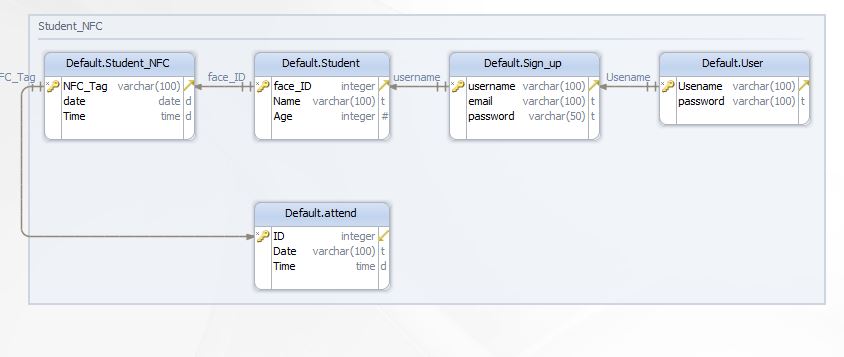 Student_NFC
Default.Student_NFC
NFC_Tag varchar(100)
date date d
Time time d
FC_Tag
face_ID
Default.Student
face_ID integer
Name varchar(100) t
Age integer #
username
Default.Sign_up
username varchar(100)
email varchar(100) t
password varchar(50) t
Usename
Default.User
Usename varchar(100)
password varchar(100) t
Default.attend
ID integer
Date varchar(100) t
Time time d